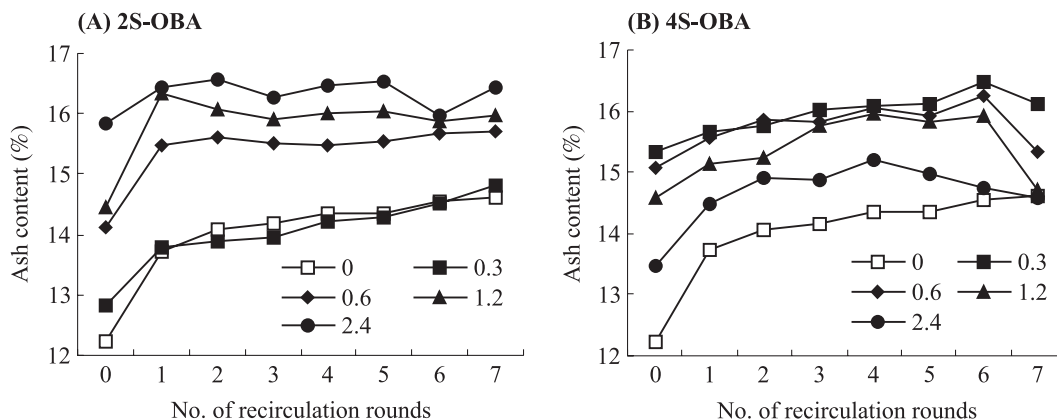 (A) 2S-OBA
17
16
15
14
13
12
Ash content (%)
0 1 2 3 4 5 6 7
No. of recirculation rounds
0 0.3
0.6 1.2
2.4
(B) 4S-OBA
17
16
15
14
13
12
Ash content (%)
0 1 2 3 4 5 6 7
No. of recirculation rounds
0 0.3
0.6 1.2
2.4